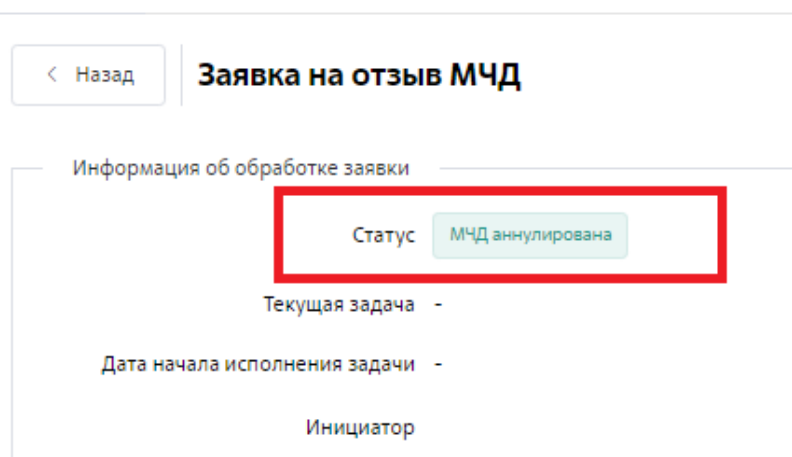 < Назад
Заявка на отзыв МЧД
Информация об обработке заявки
Статус МЧД аннулирована
Текущая задача -
Дата начала исполнения задачи -
Инициатор